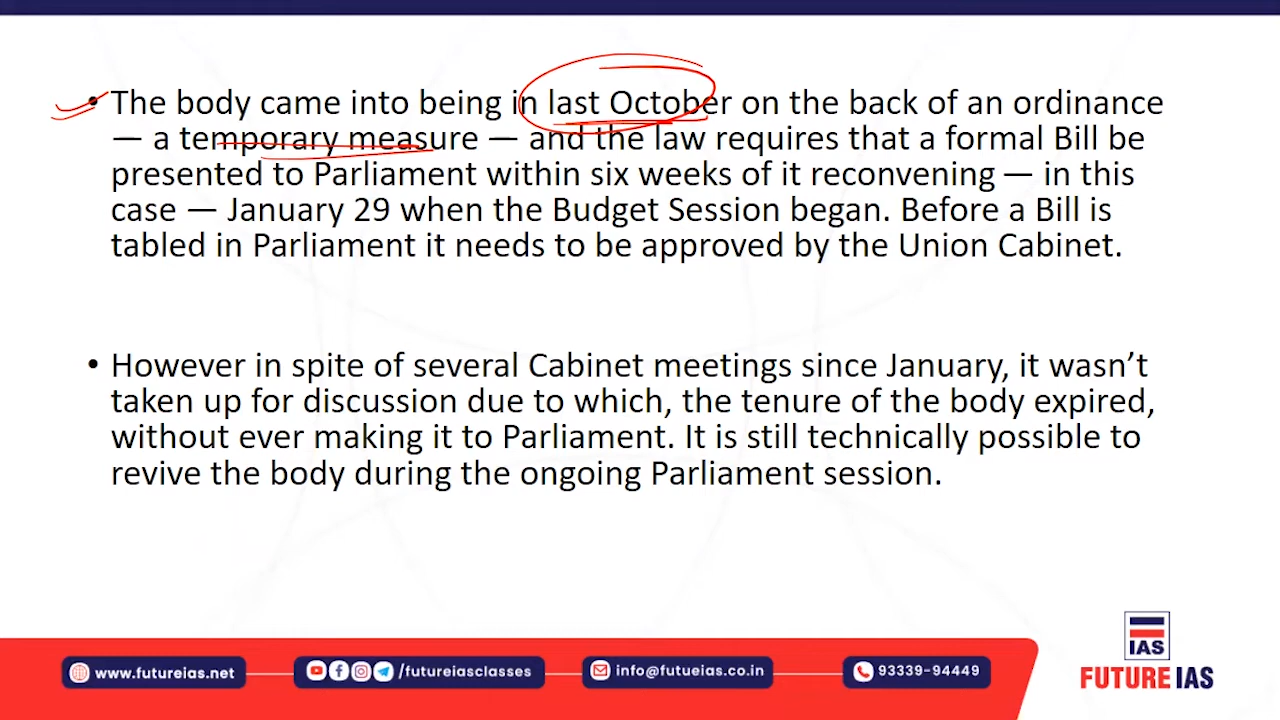 • The body came into being in last October on the back of an ordinance
— a temporary measure — and the law requires that a formal Bill be
presented to Parliament within six weeks of it reconvening — in this
case — January 29 when the Budget Session began. Before a Bill is
tabled in Parliament it needs to be approved by the Union Cabinet.
• However in spite of several Cabinet meetings since January, it wasn’t
taken up for discussion due to which, the tenure of the body expired,
without ever making it to Parliament. It is still technically possible to
revive the body during the ongoing Parliament session.
IAS
www.futureias.net /futureiasclasses info@futueias.co.in 93339-94449
FUTURE IAS